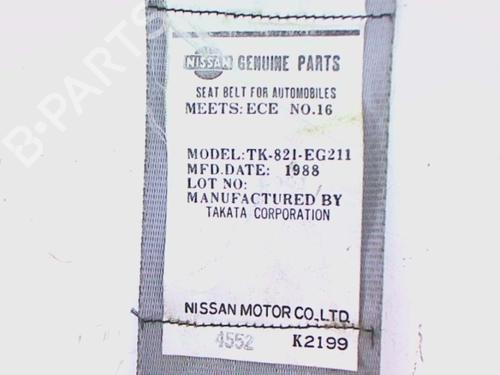 NISSAN GENUINE PARTS
SEAT BELT FOR AUTOMOBILES
MEETS: ECE NO.16
MODEL: TK-821-EG211
MFD.DATE: 1988
LOT NO:
MANUFACTURED BY
TAKATA CORPORATION
NISSAN MOTOR CO., LTD.
4552 K2199
B-PARTS